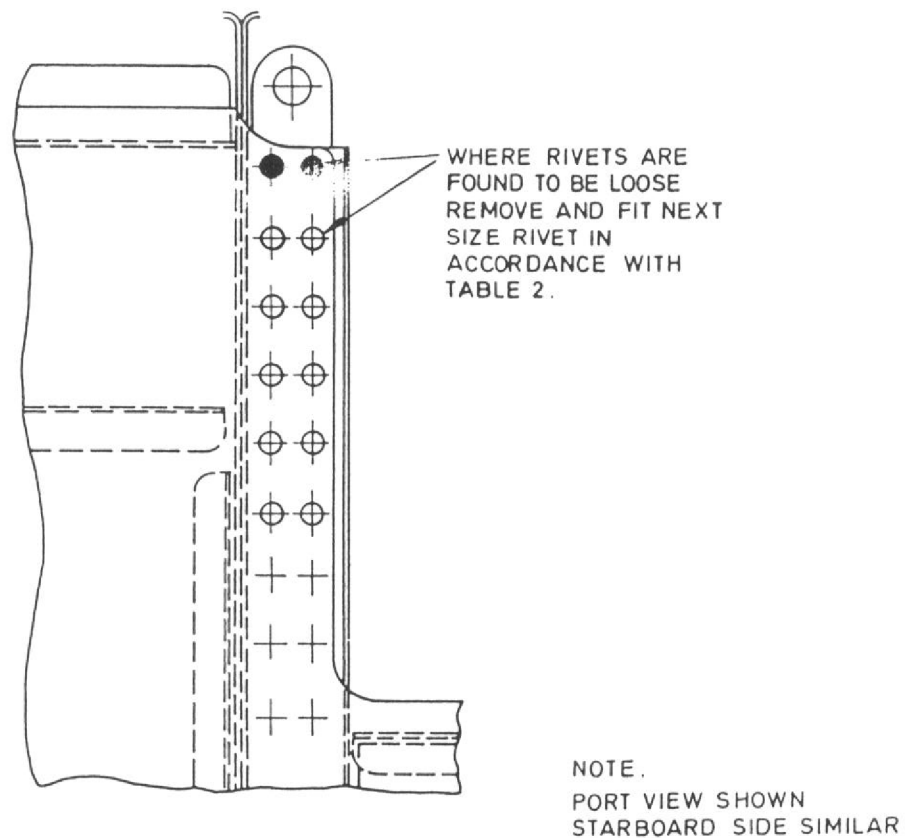 WHERE RIVETS ARE
FOUND TO BE LOOSE
REMOVE AND FIT NEXT
SIZE RIVET IN
ACCORDANCE WITH
TABLE 2.
NOTE.
PORT VIEW SHOWN
STARBOARD SIDE SIMILAR